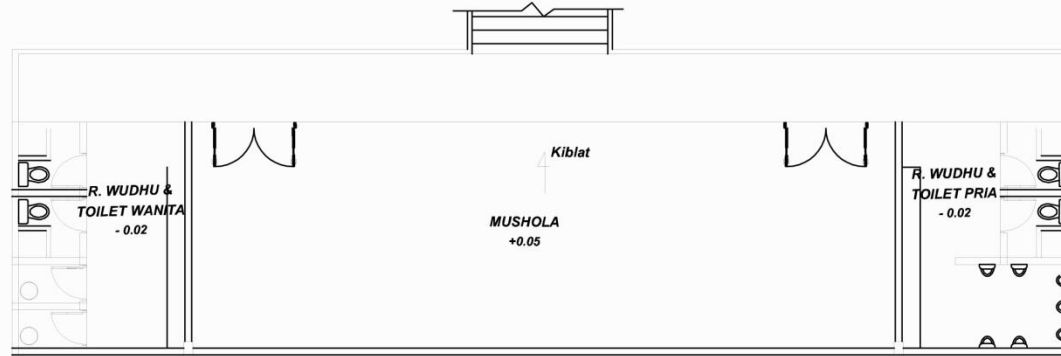 Kiblat
R. WUDHU &
TOILET WANITA
- 0.02
MUSHOLA
+0.05
R. WUDHU &
TOILET PRIA
- 0.02